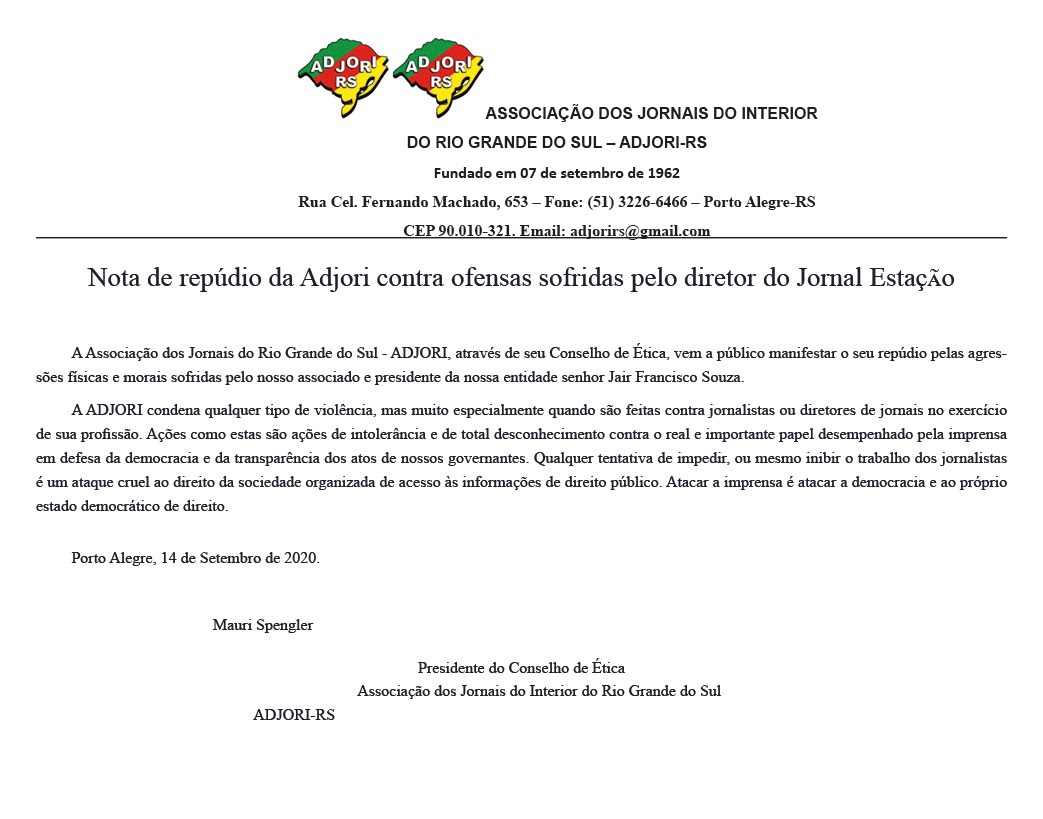 ADJORI RS ADJORI RS
ASSOCIAÇÃO DOS JORNAIS DO INTERIOR
DO RIO GRANDE DO SUL – ADJORI-RS
Fundado em 07 de setembro de 1962
Rua Cel. Fernando Machado, 653 – Fone: (51) 3226-6466 – Porto Alegre-RS
CEP 90.010-321. Email: adjorirs@gmail.com
Nota de repúdio da Adjori contra ofensas sofridas pelo diretor do Jornal EstaçÃo
A Associação dos Jornais do Rio Grande do Sul - ADJORI, através de seu Conselho de Ética, vem a público manifestar o seu repúdio pelas agres-
sões físicas e morais sofridas pelo nosso associado e presidente da nossa entidade senhor Jair Francisco Souza.
A ADJORI condena qualquer tipo de violência, mas muito especialmente quando são feitas contra jornalistas ou diretores de jornais no exercício
de sua profissão. Ações como estas são ações de intolerância e de total desconhecimento contra o real e importante papel desempenhado pela imprensa
em defesa da democracia e da transparência dos atos de nossos governantes. Qualquer tentativa de impedir, ou mesmo inibir o trabalho dos jornalistas
é um ataque cruel ao direito da sociedade organizada de acesso às informações de direito público. Atacar a imprensa é atacar a democracia e ao próprio
estado democrático de direito.
Porto Alegre, 14 de Setembro de 2020.
Mauri Spengler
Presidente do Conselho de Ética
Associação dos Jornais do Interior do Rio Grande do Sul
ADJORI-RS